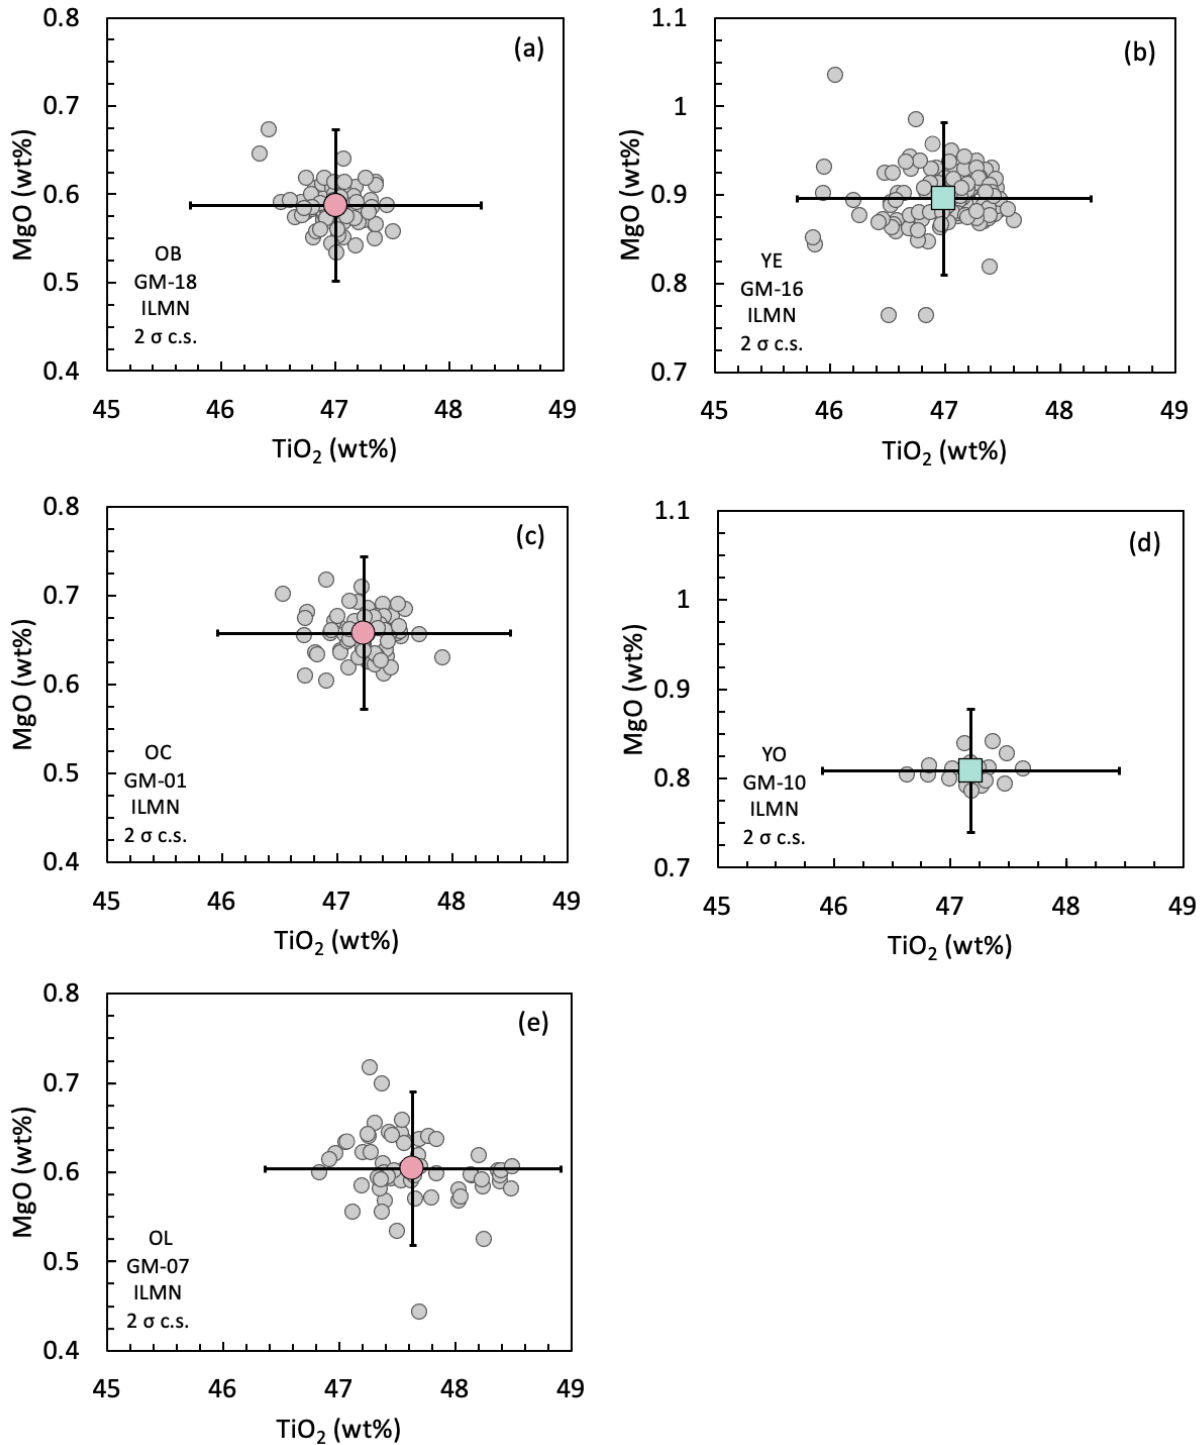 0.8
0.7
0.6
0.5
0.4
MgO (wt%)
(a)
OB
GM-18
ILMN
2 σ c.s.
45 46 47 48 49
TiO₂ (wt%)
1.1
1
0.9
0.8
0.7
MgO (wt%)
(b)
YE
GM-16
ILMN
2 σ c.s.
45 46 47 48 49
TiO₂ (wt%)
0.8
0.7
0.6
0.5
0.4
MgO (wt%)
(c)
OC
GM-01
ILMN
2 σ c.s.
45 46 47 48 49
TiO₂ (wt%)
1.1
1
0.9
0.8
0.7
MgO (wt%)
(d)
YO
GM-10
ILMN
2 σ c.s.
45 46 47 48 49
TiO₂ (wt%)
0.8
0.7
0.6
0.5
0.4
MgO (wt%)
(e)
OL
GM-07
ILMN
2 σ c.s.
45 46 47 48 49
TiO₂ (wt%)